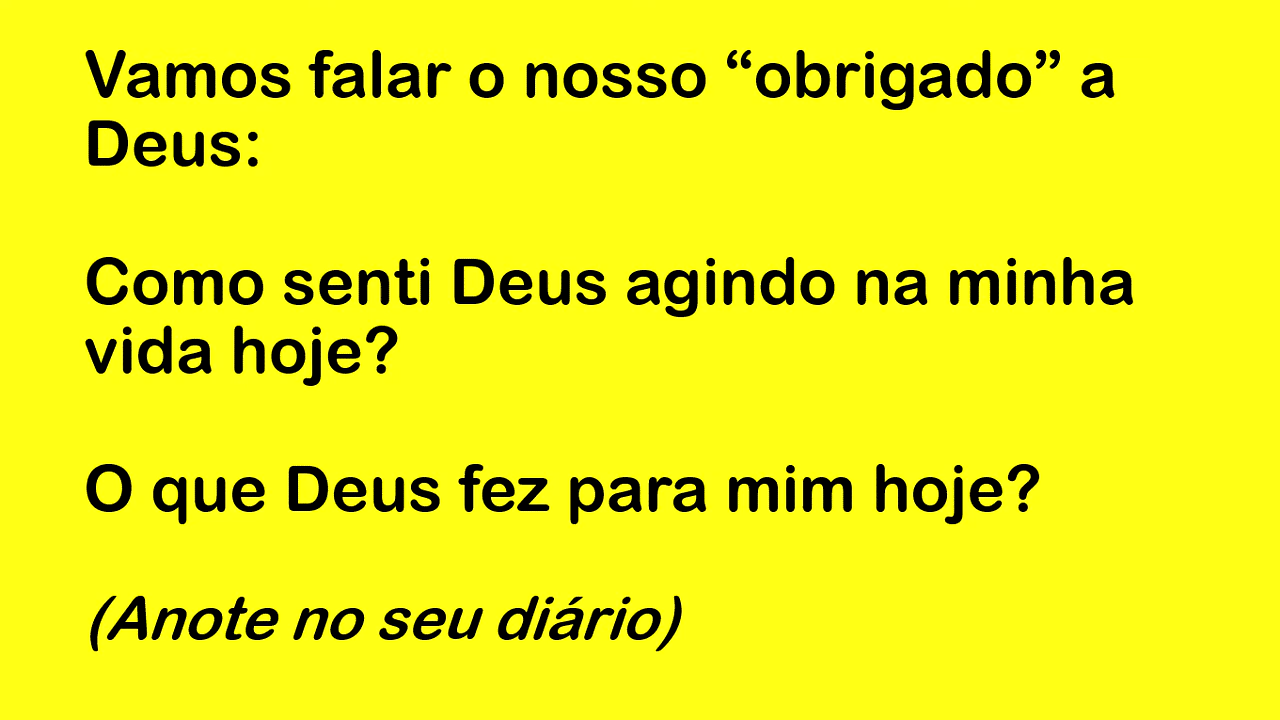 Vamos falar o nosso “obrigado” a
Deus:
Como senti Deus agindo na minha
vida hoje?
O que Deus fez para mim hoje?
(Anote no seu diário)